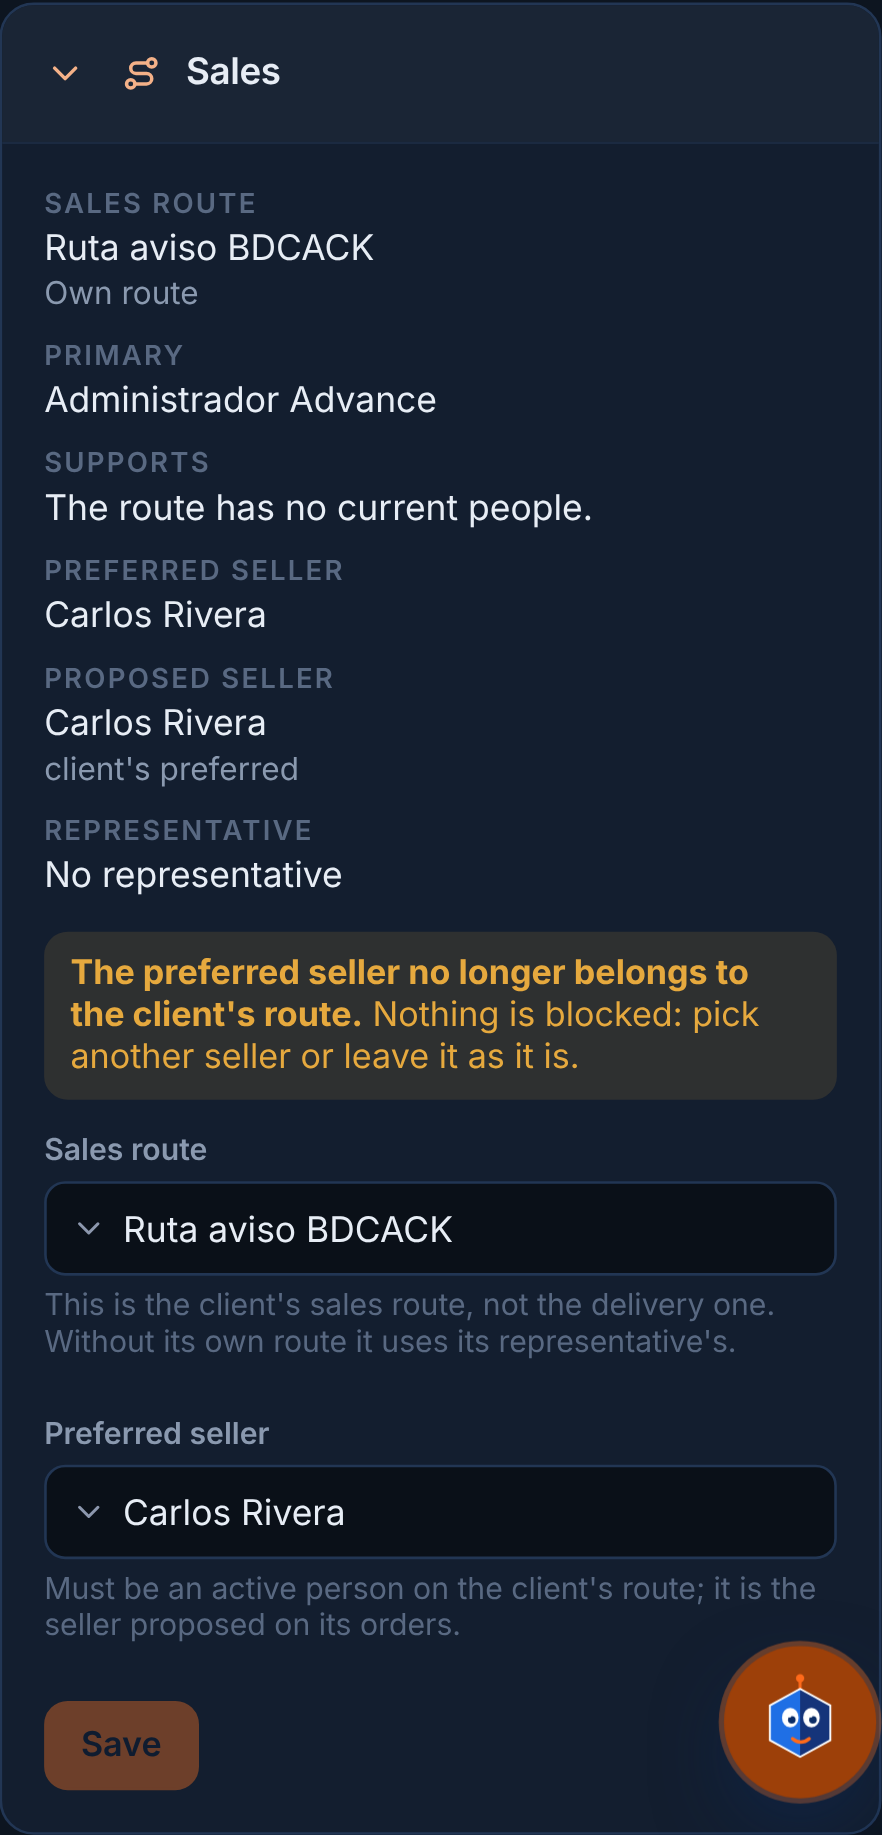 Sales
SALES ROUTE
Ruta aviso BDCACK
Own route
PRIMARY
Administrador Advance
SUPPORTS
The route has no current people.
PREFERRED SELLER
Carlos Rivera
PROPOSED SELLER
Carlos Rivera
client's preferred
REPRESENTATIVE
No representative
The preferred seller no longer belongs to
the client's route. Nothing is blocked: pick
another seller or leave it as it is.
Sales route
Ruta aviso BDCACK
This is the client's sales route, not the delivery one.
Without its own route it uses its representative's.
Preferred seller
Carlos Rivera
Must be an active person on the client's route; it is the
seller proposed on its orders.
Save